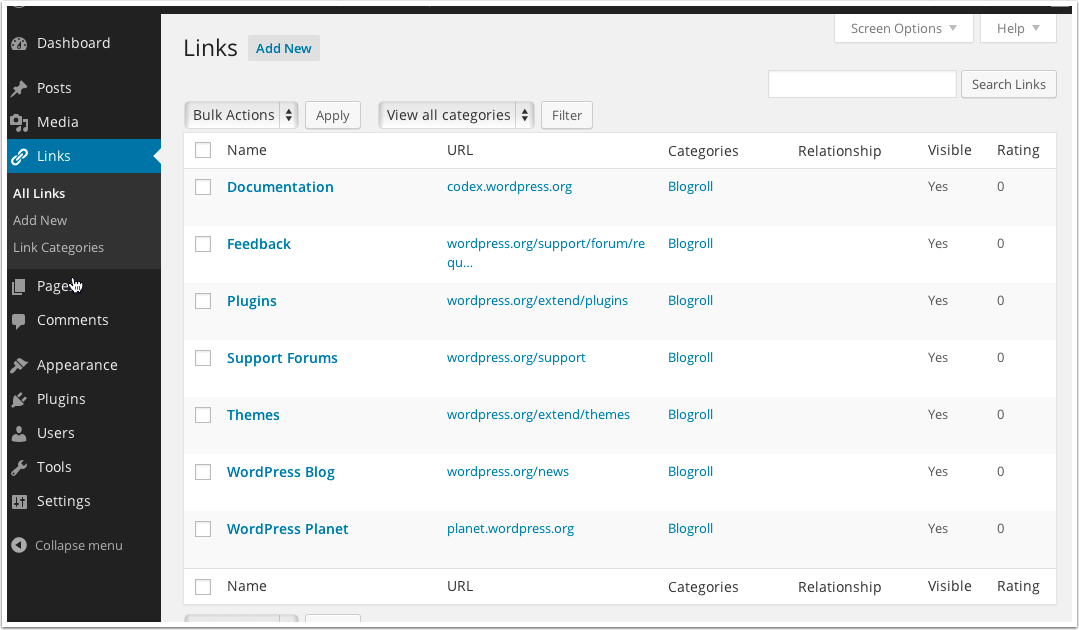 Dashboard
Posts
Media
Links
All Links
Add New
Link Categories
Pages
Comments
Appearance
Plugins
Users
Tools
Settings
Collapse menu
Screen Options
Help
Links
Add New
Search Links
Bulk Actions
Apply
View all categories
Filter
Name URL Categories Relationship Visible Rating
Documentation codex.wordpress.org Blogroll Yes 0
Feedback wordpress.org/support/forum/re Blogroll Yes 0
qu…
Plugins wordpress.org/extend/plugins Blogroll Yes 0
Support Forums wordpress.org/support Blogroll Yes 0
Themes wordpress.org/extend/themes Blogroll Yes 0
WordPress Blog wordpress.org/news Blogroll Yes 0
WordPress Planet planet.wordpress.org Blogroll Yes 0
Name URL Categories Relationship Visible Rating